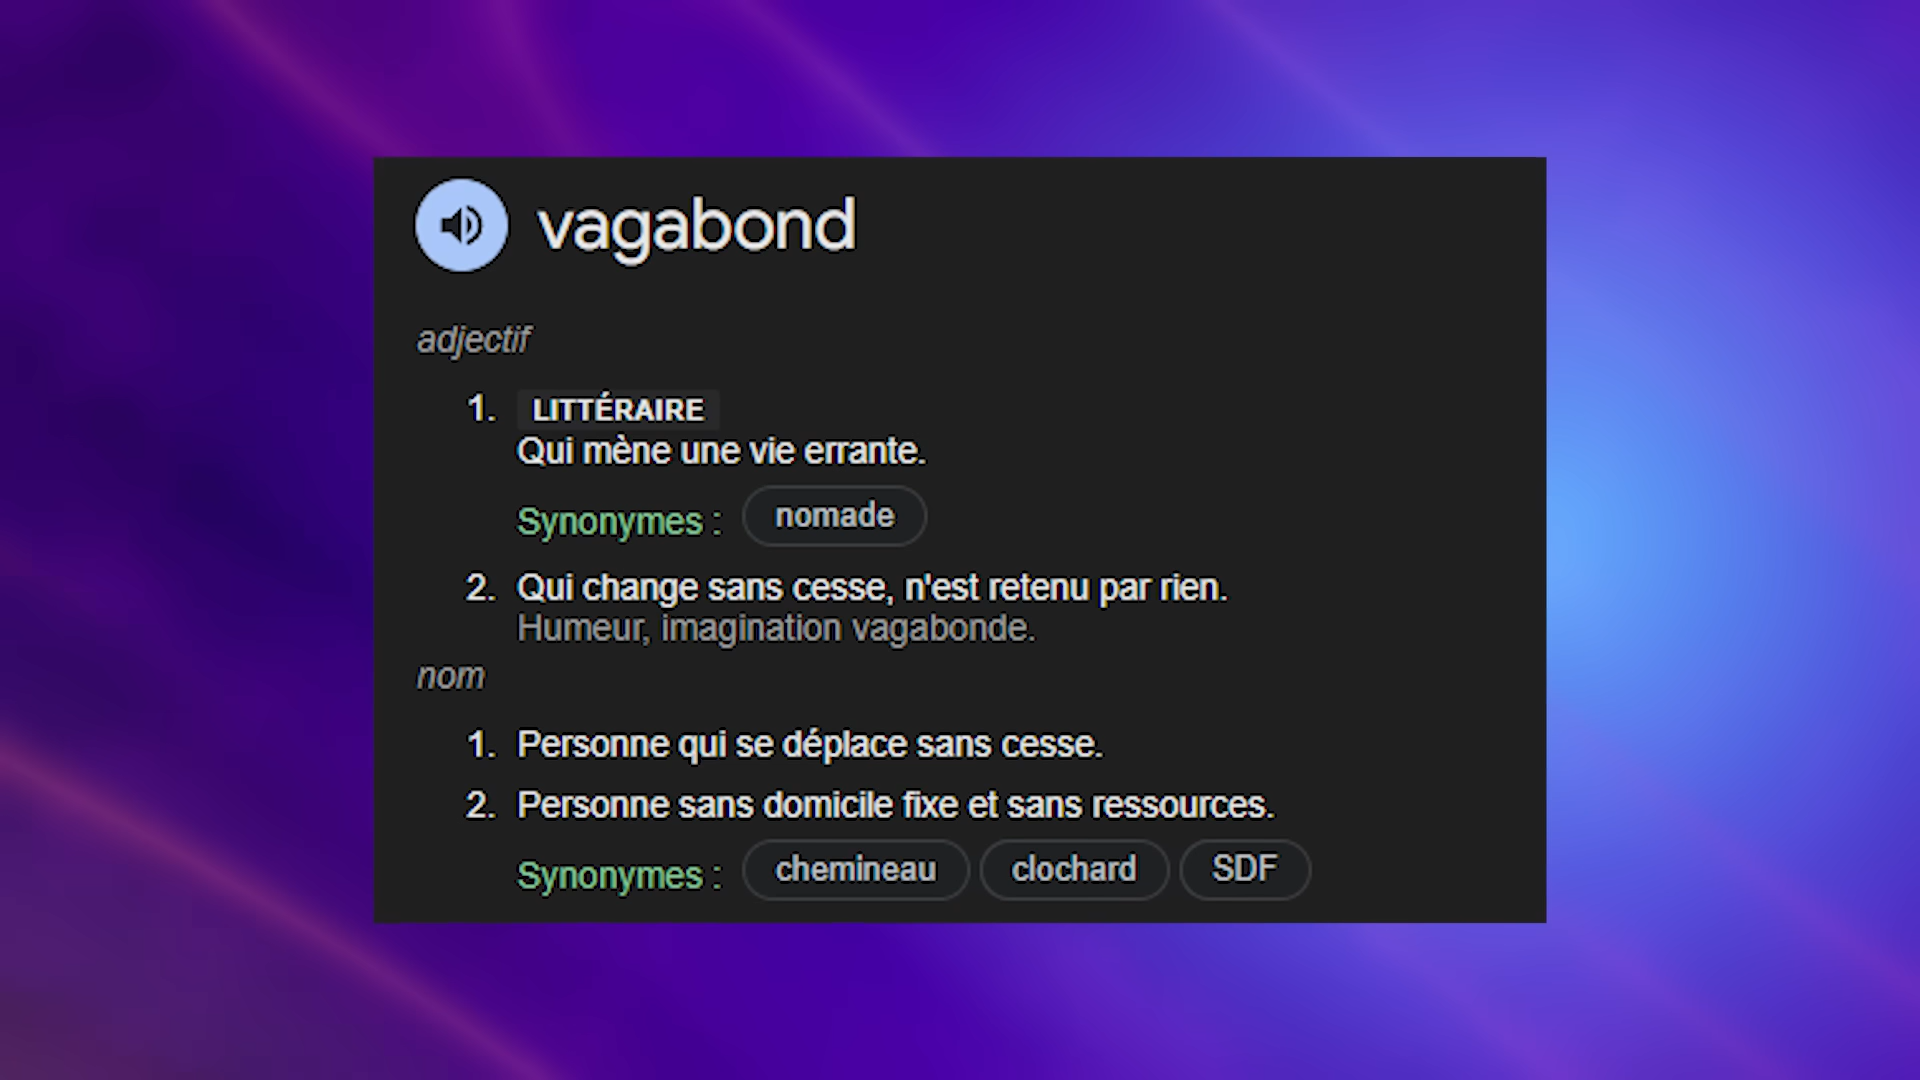 vagabond
adjectif
1. LITTÉRAIRE
Qui mène une vie errante.
Synonymes : nomade
2. Qui change sans cesse, n'est retenu par rien.
Humeur, imagination vagabonde.
nom
1. Personne qui se déplace sans cesse.
2. Personne sans domicile fixe et sans ressources.
Synonymes : chemineau clochard SDF